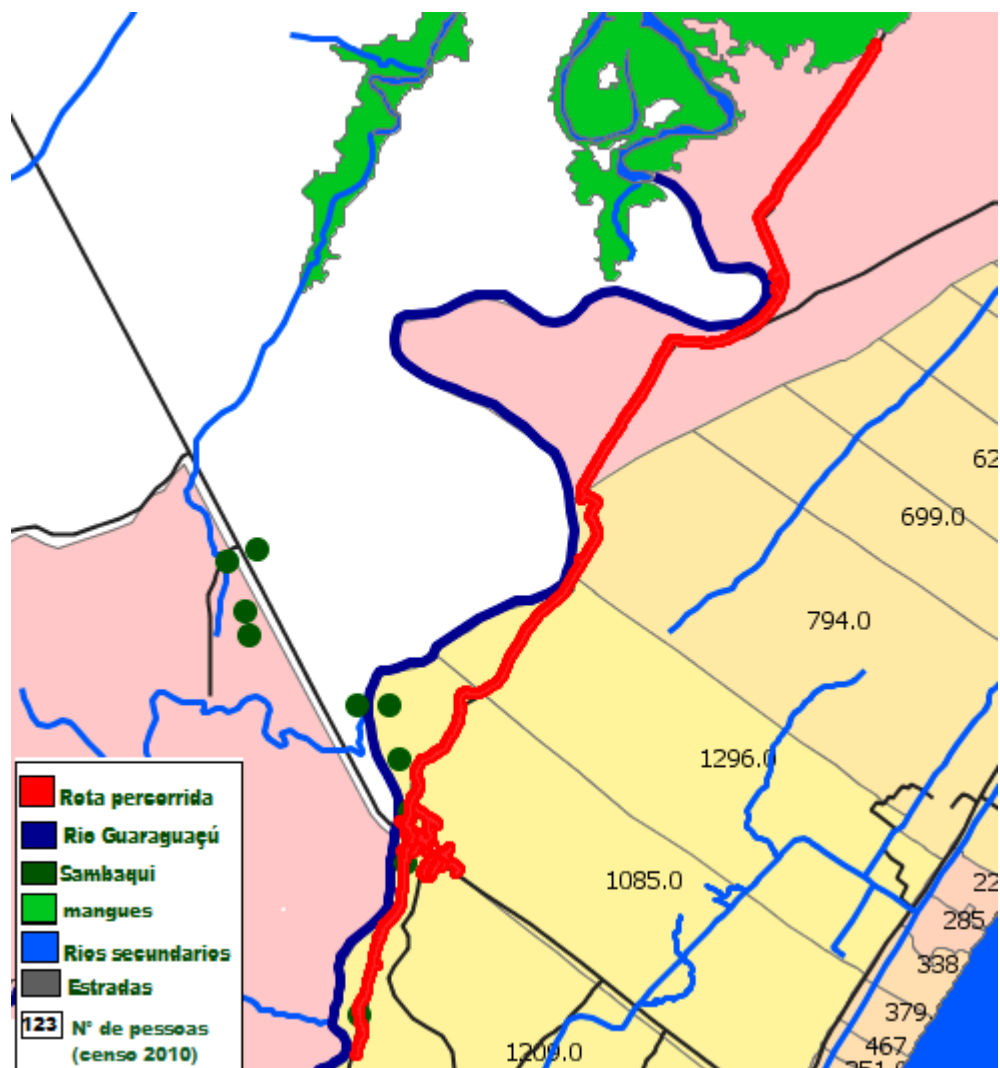 62
699.0
794.0
1296.0
1085.0
22
285.
338
379.
467
1209.0
Rota percorrida
Rio Guaraguaçú
Sambaqui
mangues
Rios secundarios
Estradas
123 Nº de pessoas
(censo 2010)